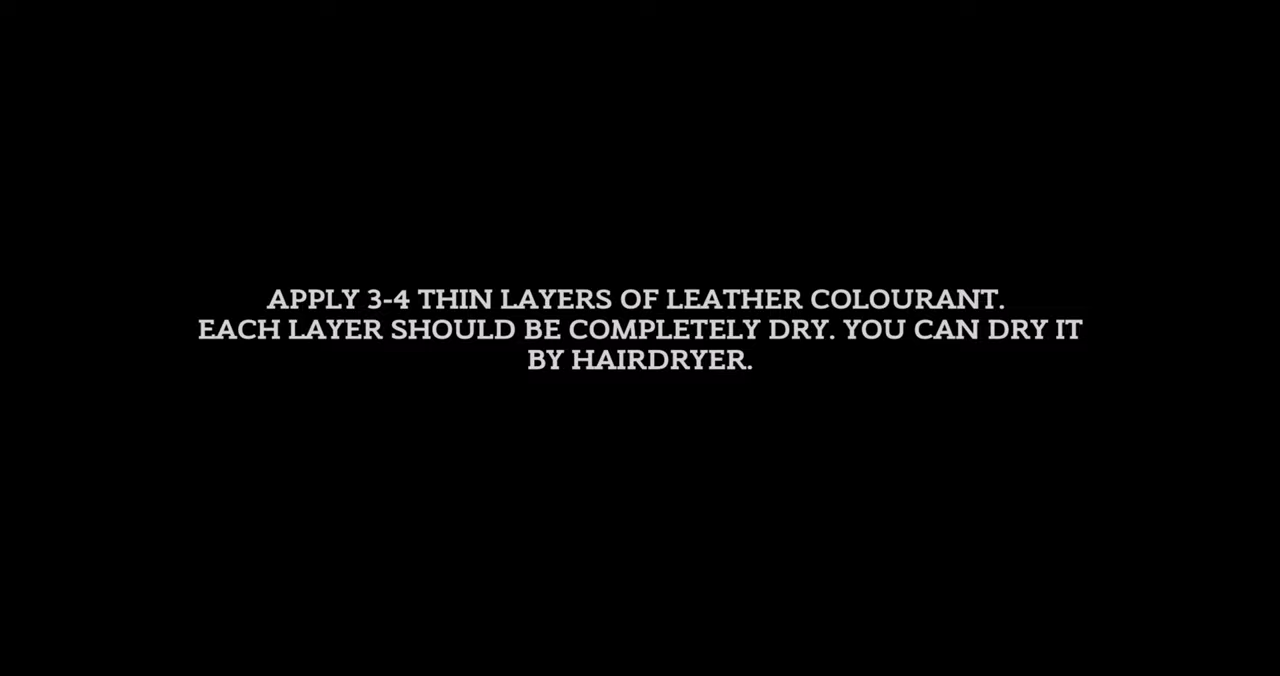 APPLY 3-4 THIN LAYERS OF LEATHER COLOURANT.
EACH LAYER SHOULD BE COMPLETELY DRY. YOU CAN DRY IT
BY HAIRDRYER.